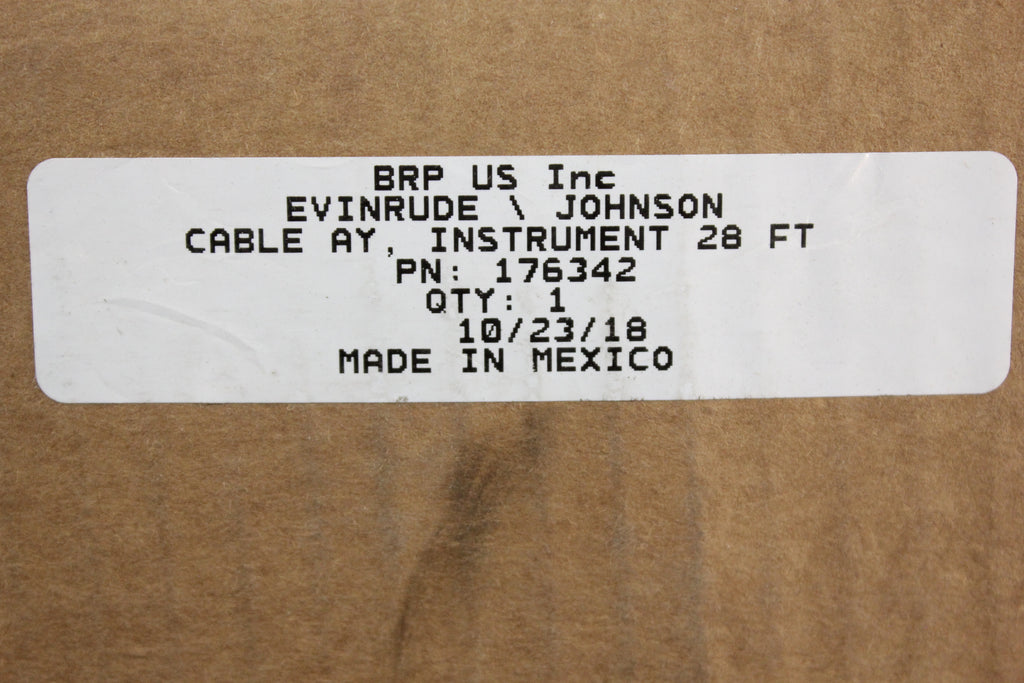 BRP US Inc
EVINRUDE \ JOHNSON
CABLE AY, INSTRUMENT 28 FT
PN: 176342
QTY: 1
10/23/18
MADE IN MEXICO